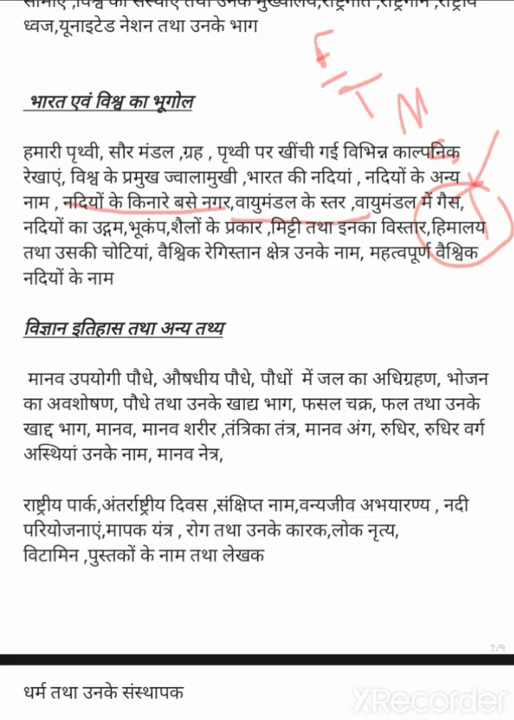 ध्वज,यूनाइटेड नेशन तथा उनके भाग
भारत एवं विश्व का भूगोल
हमारी पृथ्वी, सौर मंडल ,ग्रह , पृथ्वी पर खींची गई विभिन्न काल्पनिक
रेखाएं, विश्व के प्रमुख ज्वालामुखी ,भारत की नदियां , नदियों के अन्य
नाम , नदियों के किनारे बसे नगर,वायुमंडल के स्तर ,वायुमंडल में गैस,
नदियों का उद्गम,भूकंप,शैलों के प्रकार ,मिट्टी तथा इनका विस्तार,हिमालय
तथा उसकी चोटियां, वैश्विक रेगिस्तान क्षेत्र उनके नाम, महत्वपूर्ण वैश्विक
नदियों के नाम
विज्ञान इतिहास तथा अन्य तथ्य
मानव उपयोगी पौधे, औषधीय पौधे, पौधों में जल का अधिग्रहण, भोजन
का अवशोषण, पौधे तथा उनके खाद्य भाग, फसल चक्र, फल तथा उनके
खाद्द भाग, मानव, मानव शरीर ,तंत्रिका तंत्र, मानव अंग, रुधिर, रुधिर वर्ग
अस्थियां उनके नाम, मानव नेत्र,
राष्ट्रीय पार्क,अंतर्राष्ट्रीय दिवस ,संक्षिप्त नाम,वन्यजीव अभयारण्य , नदी
परियोजनाएं,मापक यंत्र , रोग तथा उनके कारक,लोक नृत्य,
विटामिन ,पुस्तकों के नाम तथा लेखक
7/9
धर्म तथा उनके संस्थापक
XRecorder